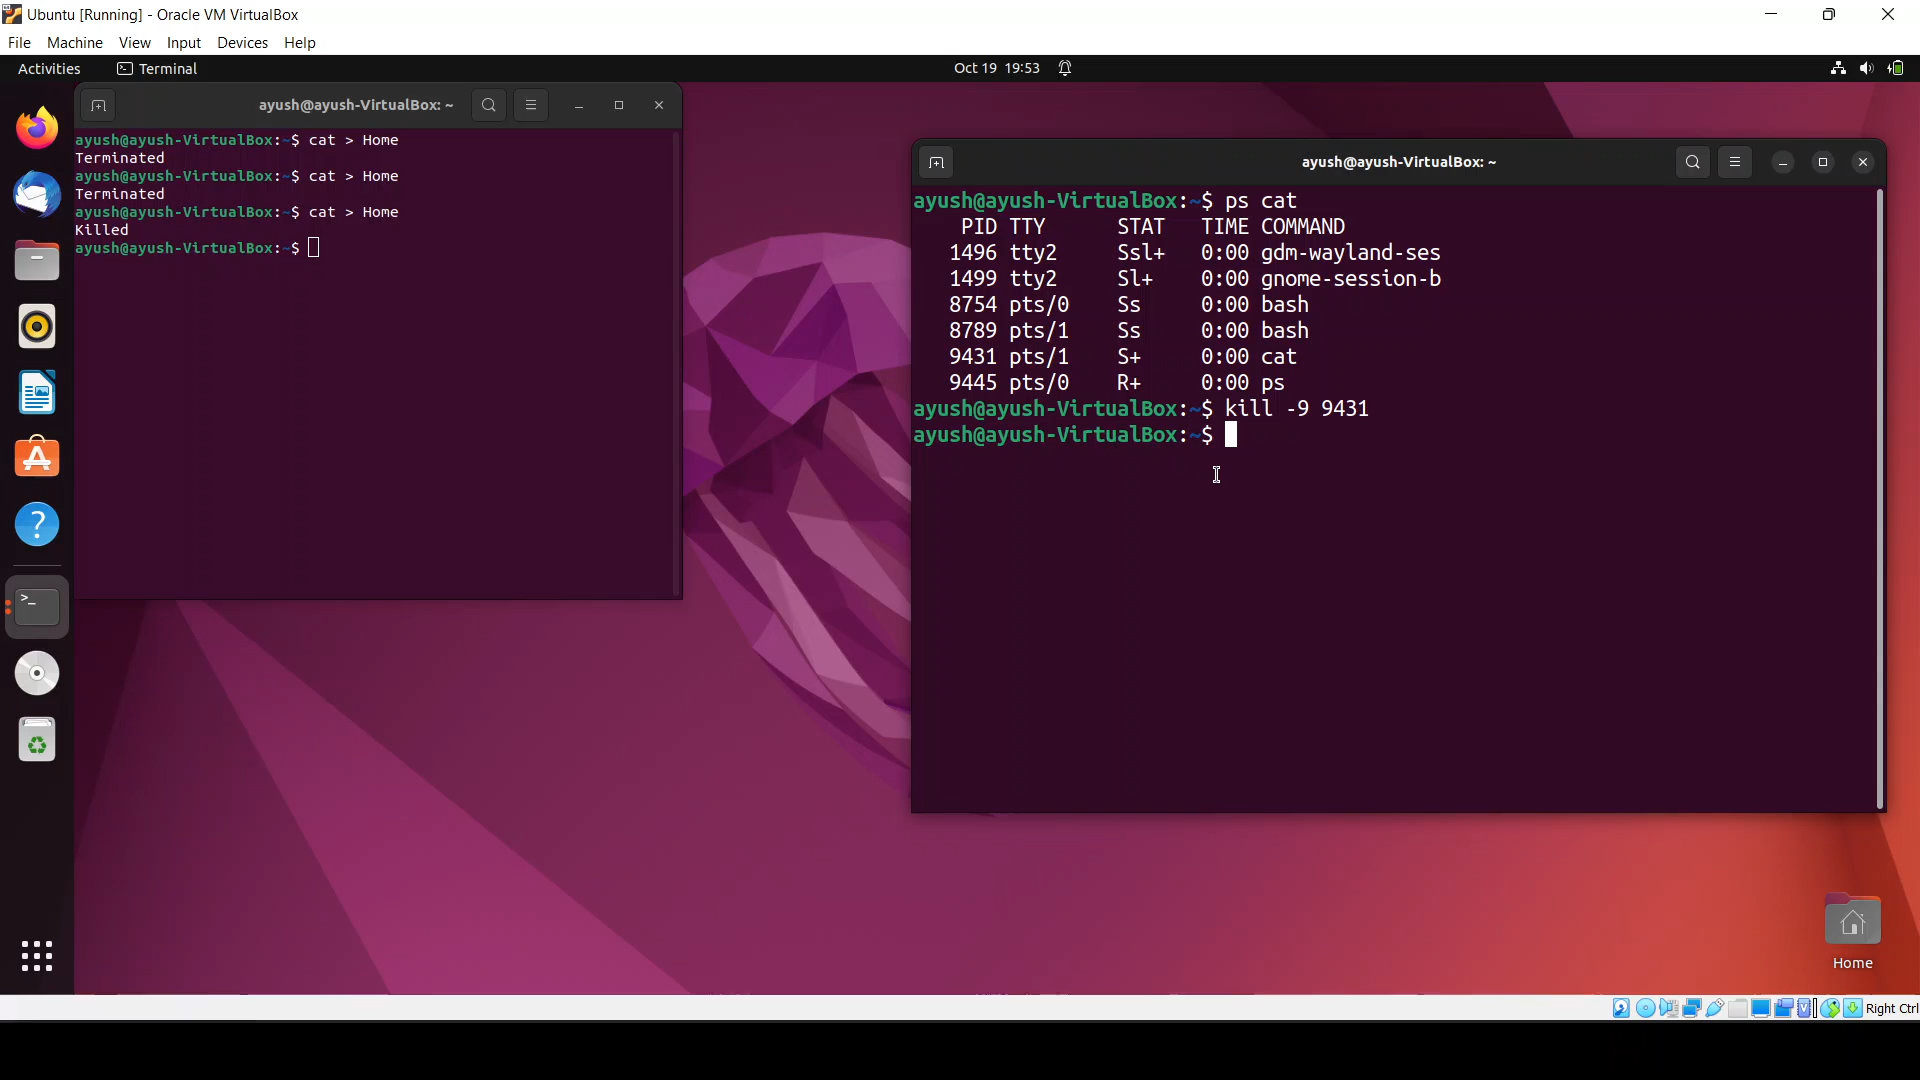 Ubuntu [Running] - Oracle VM VirtualBox
File Machine View Input Devices Help
Activities Terminal Oct 19 19:53
ayush@ayush-VirtualBox: ~
ayush@ayush-VirtualBox:~$ cat > Home
Terminated
ayush@ayush-VirtualBox:~$ cat > Home
Terminated
ayush@ayush-VirtualBox:~$ cat > Home
Killed
ayush@ayush-VirtualBox:~$
ayush@ayush-VirtualBox: ~
ayush@ayush-VirtualBox:~$ ps cat
PID TTY STAT TIME COMMAND
1496 tty2 Ssl+ 0:00 gdm-wayland-ses
1499 tty2 Sl+ 0:00 gnome-session-b
8754 pts/0 Ss 0:00 bash
8789 pts/1 Ss 0:00 bash
9431 pts/1 S+ 0:00 cat
9445 pts/0 R+ 0:00 ps
ayush@ayush-VirtualBox:~$ kill -9 9431
ayush@ayush-VirtualBox:~$
Home
Right Ctrl